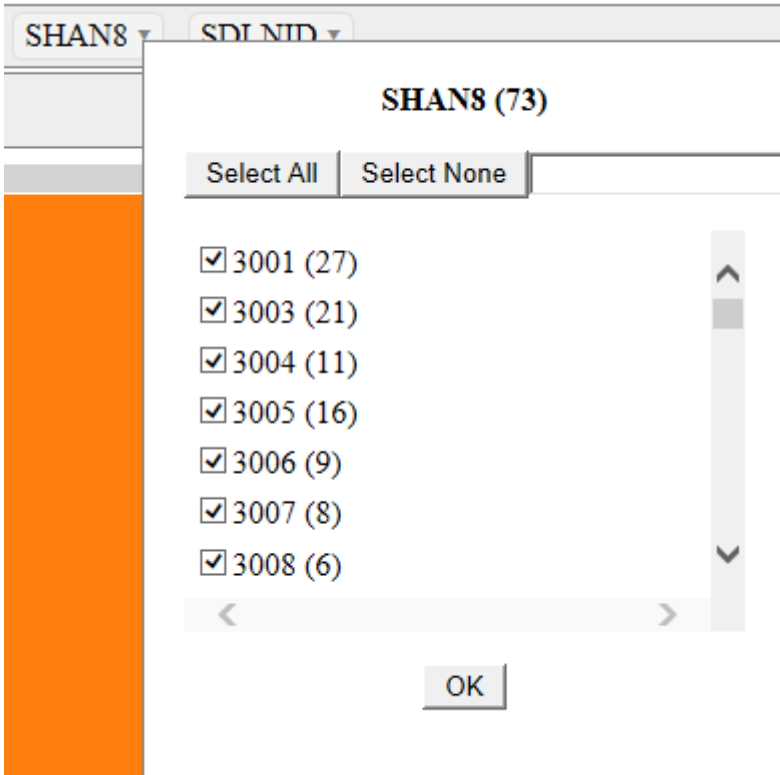 SHAN8 SDLNID
SHAN8 (73)
Select All Select None
3001 (27)
3003 (21)
3004 (11)
3005 (16)
3006 (9)
3007 (8)
3008 (6)
OK